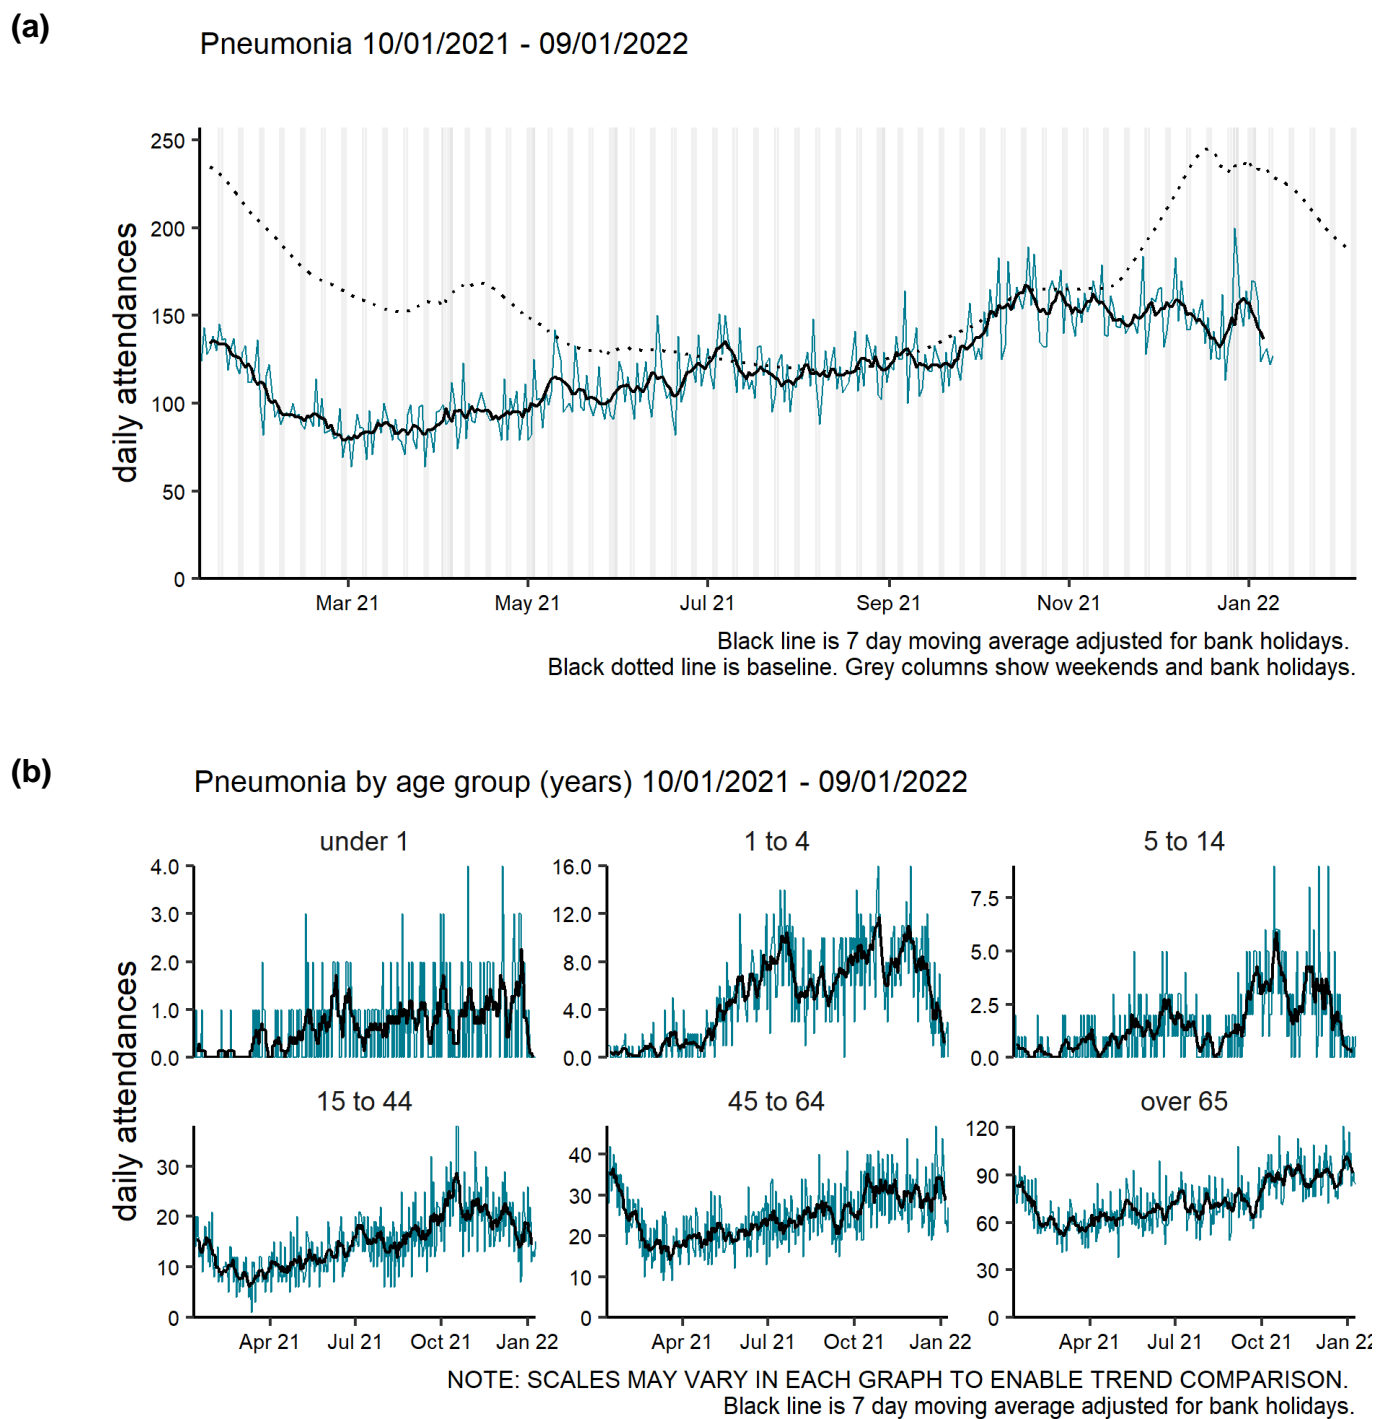 (a)
Pneumonia 10/01/2021 - 09/01/2022
250
200
150
100
50
0
daily attendances
Mar 21
May 21
Jul 21
Sep 21
Nov 21
Jan 22
Black line is 7 day moving average adjusted for bank holidays.
Black dotted line is baseline. Grey columns show weekends and bank holidays.
(b)
Pneumonia by age group (years) 10/01/2021 - 09/01/2022
daily attendances
under 1
4.0
3.0
2.0
1.0
0.0
1 to 4
16.0
12.0
8.0
4.0
0.0
5 to 14
7.5
5.0
2.5
0.0
15 to 44
30
20
10
0
Apr 21
Jul 21
Oct 21
Jan 22
45 to 64
40
30
20
10
0
Apr 21
Jul 21
Oct 21
Jan 22
over 65
120
90
60
30
0
Apr 21
Jul 21
Oct 21
Jan 22
NOTE: SCALES MAY VARY IN EACH GRAPH TO ENABLE TREND COMPARISON.
Black line is 7 day moving average adjusted for bank holidays.